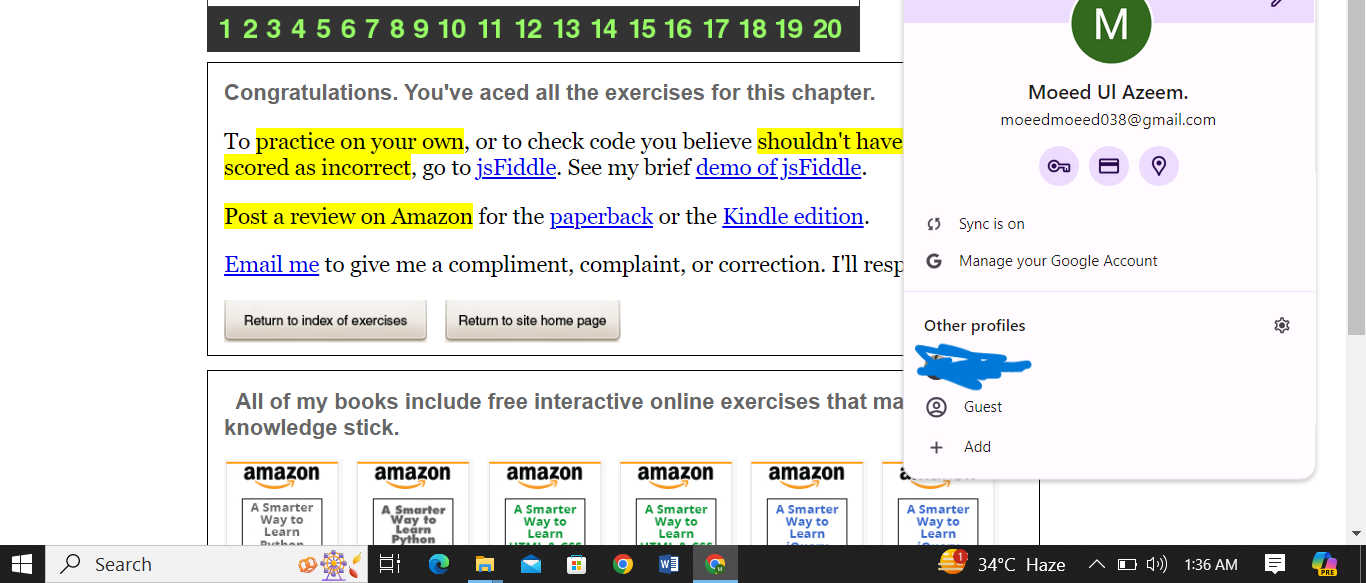 1 2 3 4 5 6 7 8 9 10 11 12 13 14 15 16 17 18 19 20
Congratulations. You've aced all the exercises for this chapter.
To practice on your own, or to check code you believe shouldn't have
scored as incorrect, go to jsFiddle. See my brief demo of jsFiddle.
Post a review on Amazon for the paperback or the Kindle edition.
Email me to give me a compliment, complaint, or correction. I'll resp
Return to index of exercises
Return to site home page
All of my books include free interactive online exercises that ma
knowledge stick.
amazon
A Smarter
Way to
Learn
Python
amazon
A Smarter
Way to
Learn
Python
amazon
A Smarter
Way to
Learn
HTML & CSS
amazon
A Smarter
Way to
Learn
HTML & CSS
amazon
A Smarter
Way to
Learn
jQuery
A Smarter
Way to
Learn
jQuery
M
Moeed Ul Azeem.
moeedmoeed038@gmail.com
Sync is on
G Manage your Google Account
Other profiles
Guest
Add
Search
1
34°C Haze
1:36 AM
PRE